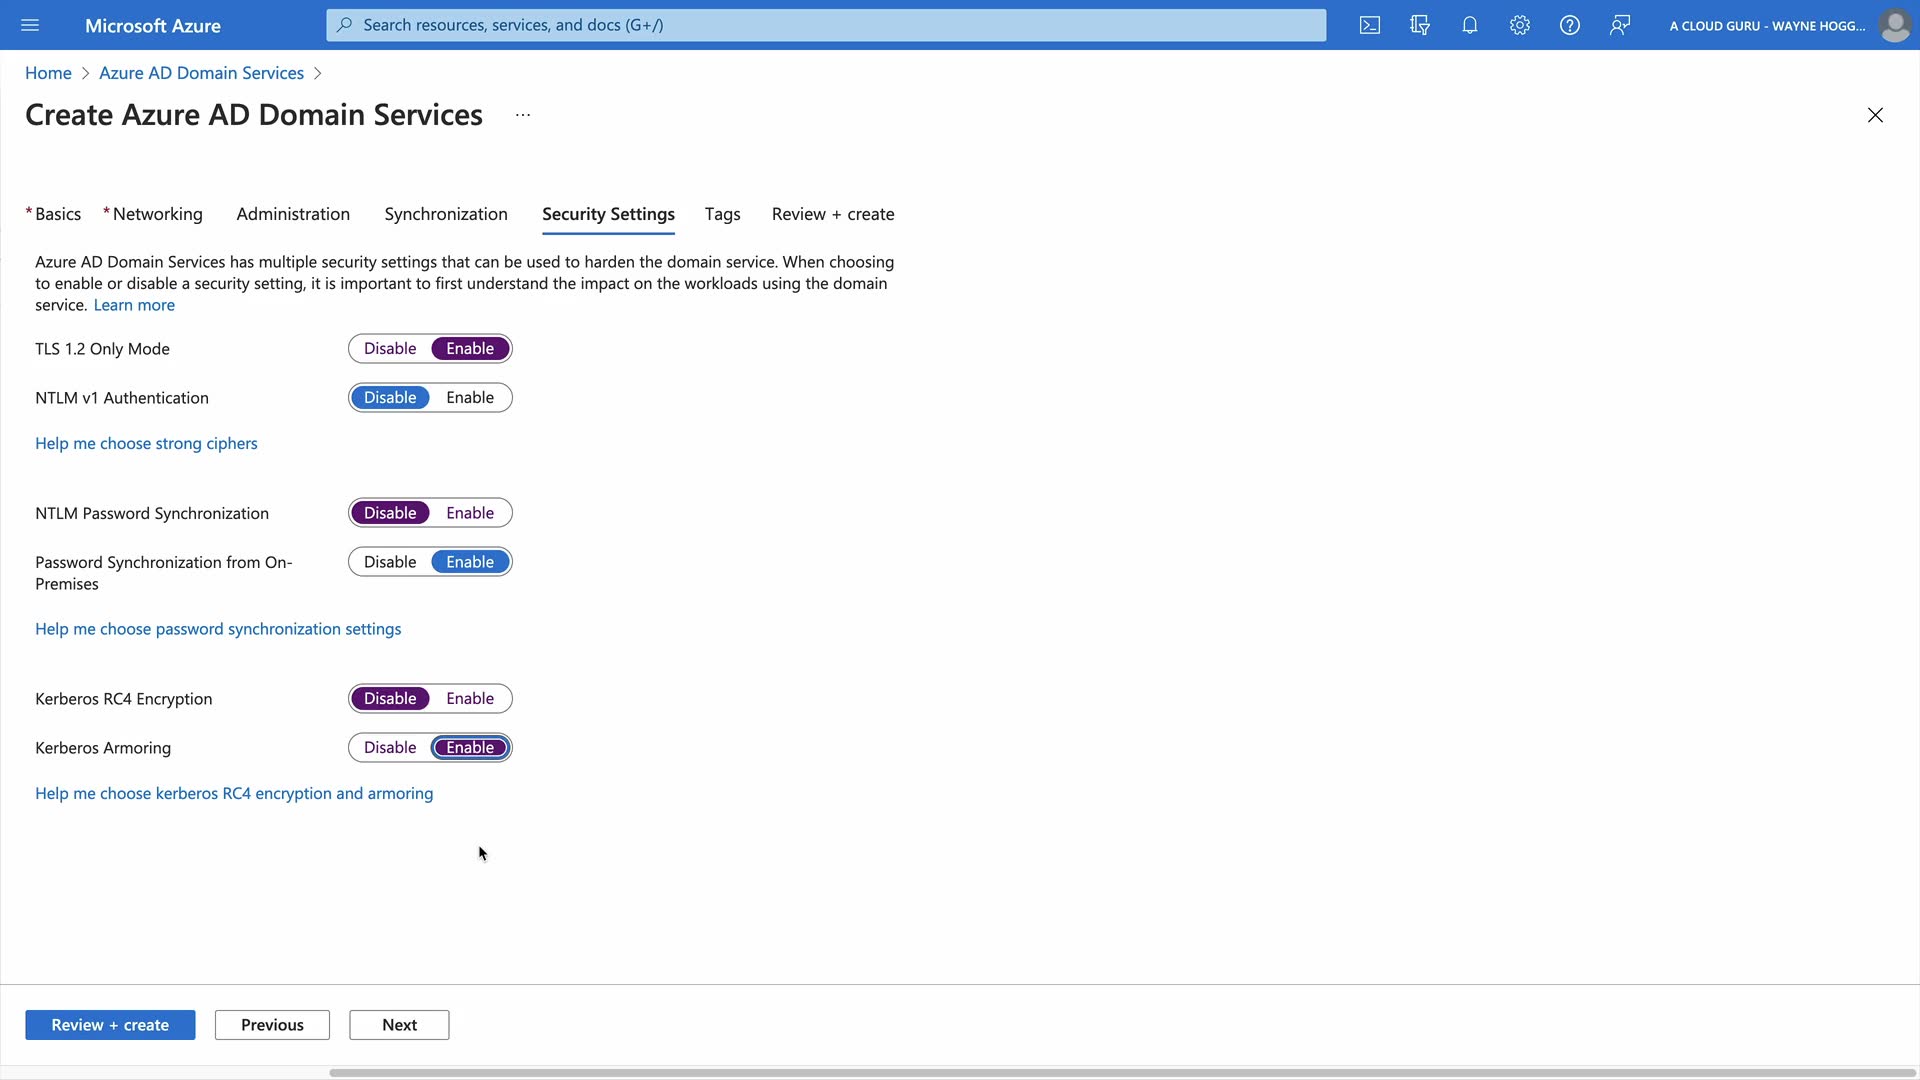 Microsoft Azure
Search resources, services, and docs (G+/)
A CLOUD GURU - WAYNE HOGG...
Home > Azure AD Domain Services >
Create Azure AD Domain Services ...
* Basics * Networking Administration Synchronization Security Settings Tags Review + create
Azure AD Domain Services has multiple security settings that can be used to harden the domain service. When choosing
to enable or disable a security setting, it is important to first understand the impact on the workloads using the domain
service. Learn more
TLS 1.2 Only Mode Disable Enable
NTLM v1 Authentication Disable Enable
Help me choose strong ciphers
NTLM Password Synchronization Disable Enable
Password Synchronization from On- Disable Enable
Premises
Help me choose password synchronization settings
Kerberos RC4 Encryption Disable Enable
Kerberos Armoring Disable Enable
Help me choose kerberos RC4 encryption and armoring
Review + create Previous Next